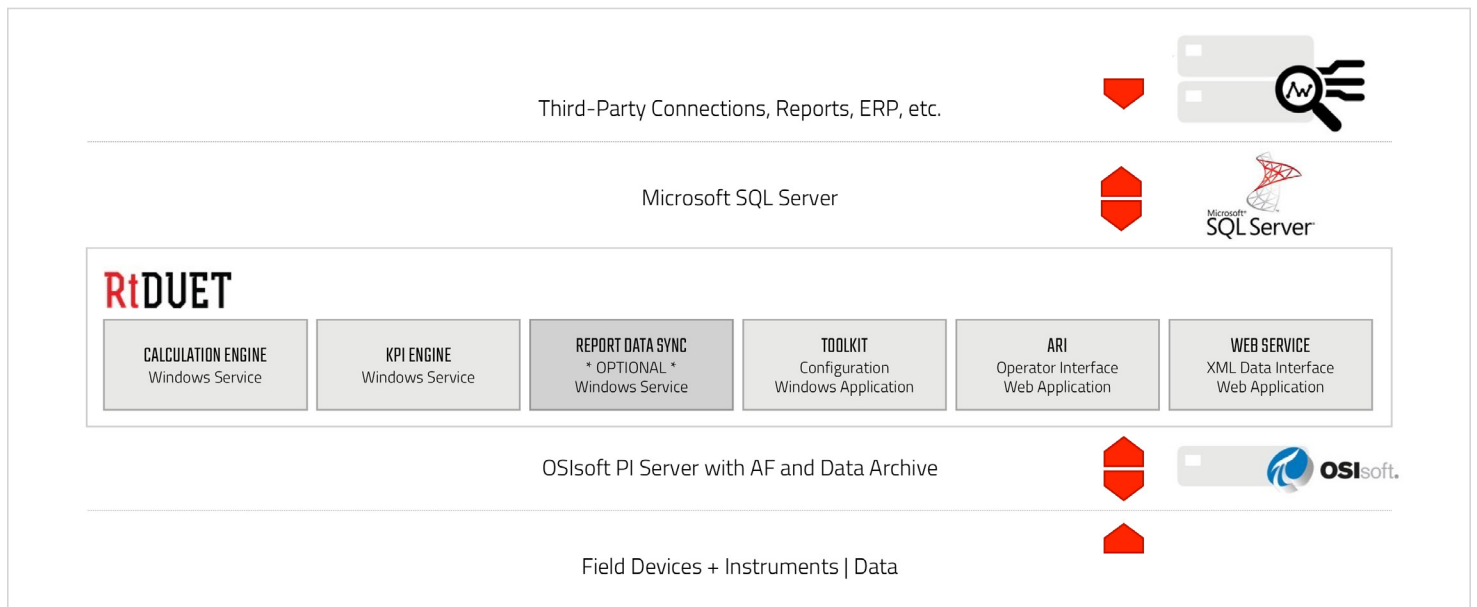 Third-Party Connections, Reports, ERP, etc.
Microsoft SQL Server
Microsoft®
SQL Server
RtDUET
CALCULATION ENGINE
Windows Service
KPI ENGINE
Windows Service
REPORT DATA SYNC
* OPTIONAL *
Windows Service
TOOLKIT
Configuration
Windows Application
ARI
Operator Interface
Web Application
WEB SERVICE
XML Data Interface
Web Application
OSIsoft PI Server with AF and Data Archive
OSIsoft.
Field Devices + Instruments | Data